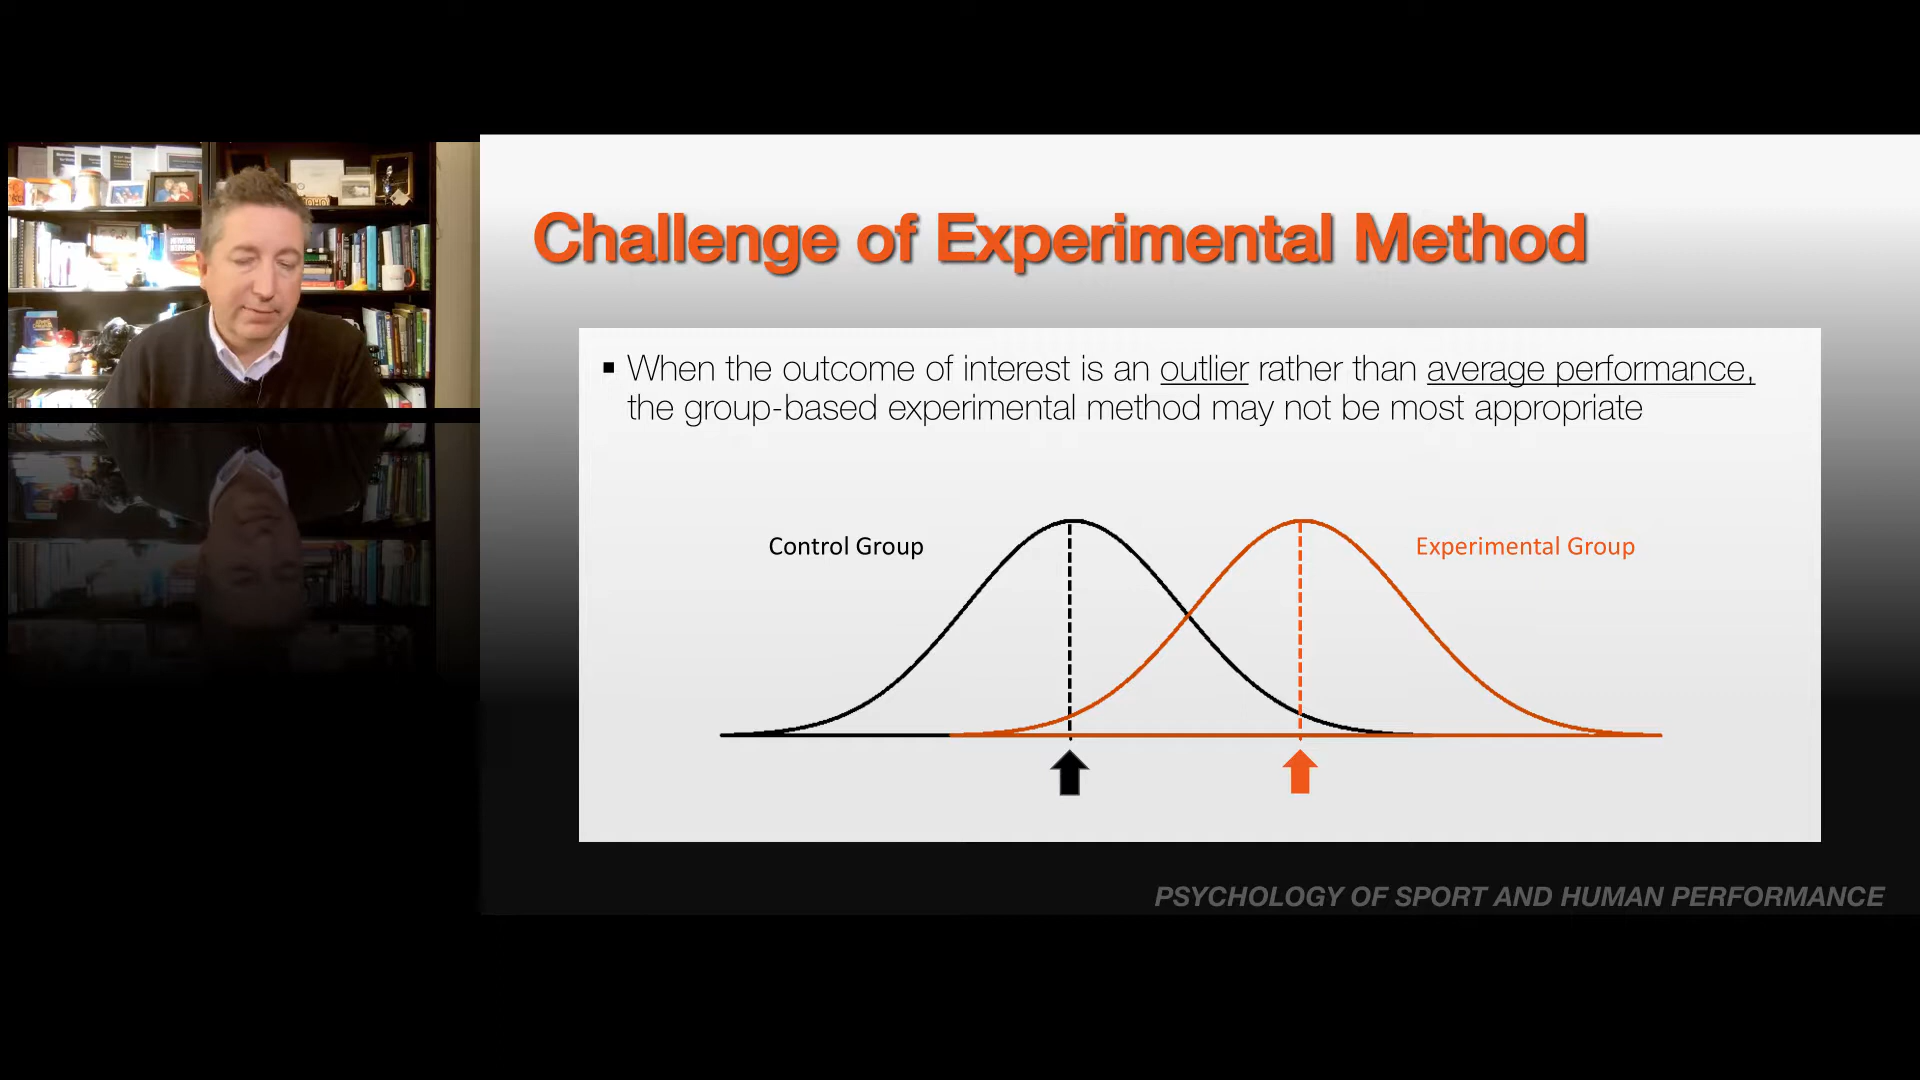 Challenge of Experimental Method
▪ When the outcome of interest is an outlier rather than average performance,
the group-based experimental method may not be most appropriate
Control Group
Experimental Group
PSYCHOLOGY OF SPORT AND HUMAN PERFORMANCE